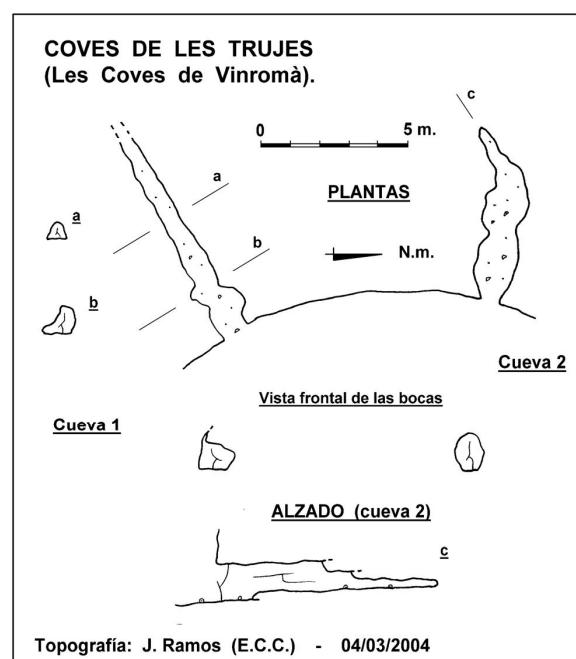 COVES DE LES TRUJES
(Les Coves de Vinromà).
c
0 5 m.
a
PLANTAS
a
b
N.m.
b
Cueva 2
Vista frontal de las bocas
Cueva 1
ALZADO (cueva 2)
c
Topografía: J. Ramos (E.C.C.) - 04/03/2004